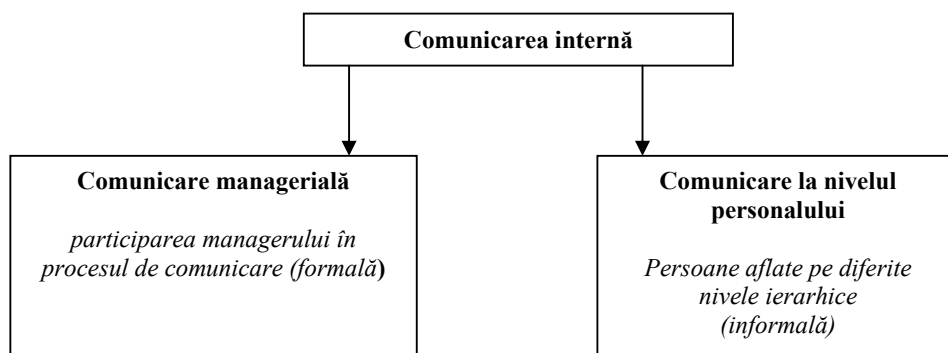 Comunicarea internă
Comunicare managerială
participarea managerului în
procesul de comunicare (formală)
Comunicare la nivelul
personalului
Persoane aflate pe diferite
nivele ierarhice
(informală)